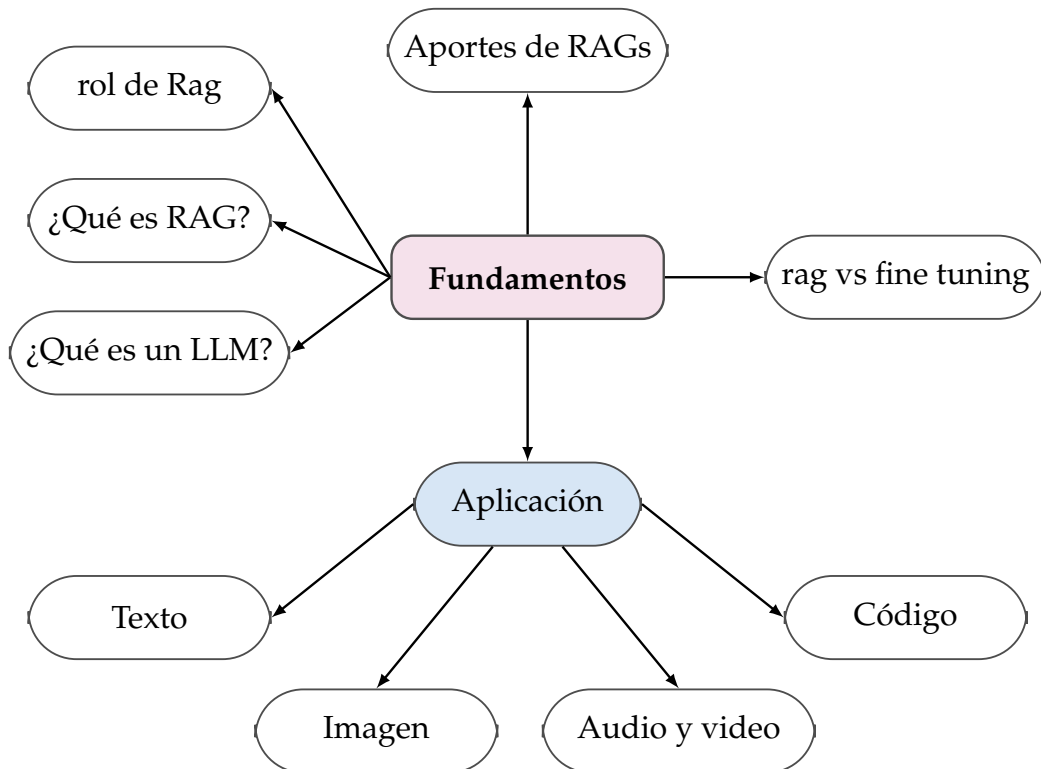 Aportes de RAGs
rol de Rag
¿Qué es RAG?
Fundamentos
rag vs fine tuning
¿Qué es un LLM?
Aplicación
Texto
Código
Imagen
Audio y video